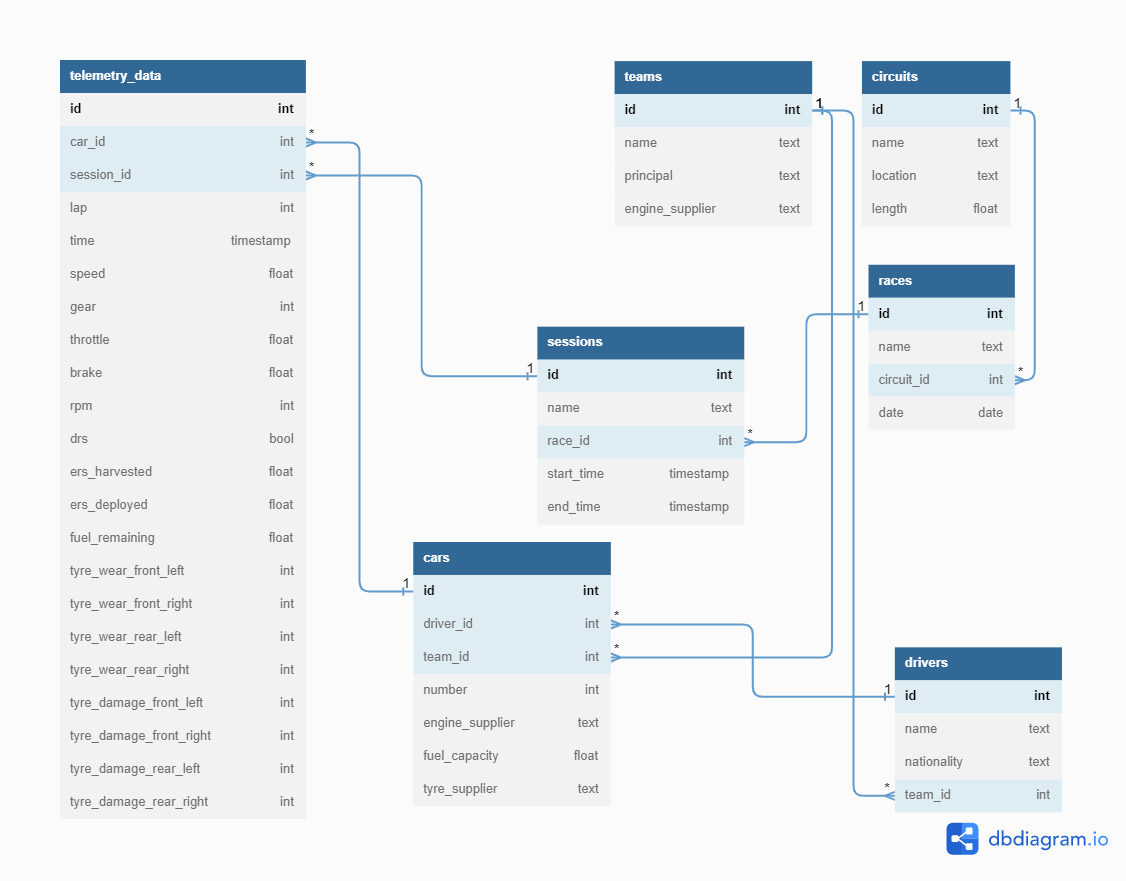 telemetry_data
id int
car_id int
session_id int
lap int
time timestamp
speed float
gear int
throttle float
brake float
rpm int
drs bool
ers_harvested float
ers_deployed float
fuel_remaining float
tyre_wear_front_left int
tyre_wear_front_right int
tyre_wear_rear_left int
tyre_wear_rear_right int
tyre_damage_front_left int
tyre_damage_front_right int
tyre_damage_rear_left int
tyre_damage_rear_right int
*
*
teams
id int
name text
principal text
engine_supplier text
1
circuits
id int
name text
location text
length float
1
races
1
id int
name text
circuit_id int
*
date date
sessions
1
id int
name text
race_id int
*
start_time timestamp
end_time timestamp
cars
1
id int
driver_id int
*
team_id int
*
number int
engine_supplier text
fuel_capacity float
tyre_supplier text
drivers
1
id int
name text
nationality text
*
team_id int
dbdiagram.io